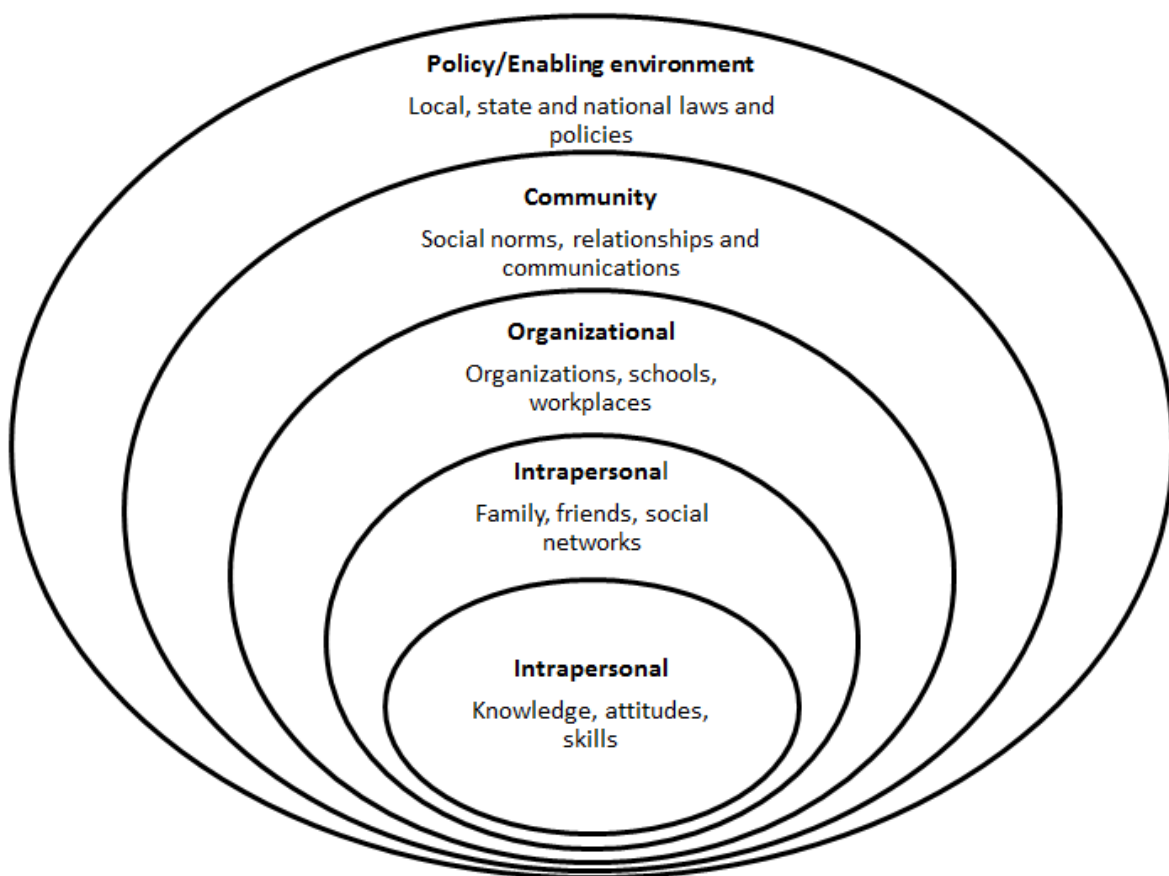 Policy/Enabling environment
Local, state and national laws and
policies
Community
Social norms, relationships and
communications
Organizational
Organizations, schools,
workplaces
Intrapersonal
Family, friends, social
networks
Intrapersonal
Knowledge, attitudes,
skills